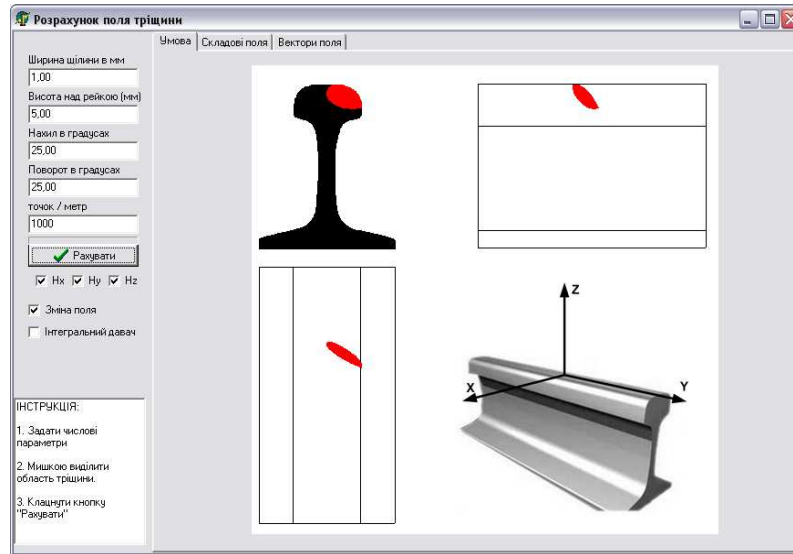 Розрахунок поля тріщини
Умова Складові поля Вектори поля
Ширина щілини в мм
1,00
Висота над рейкою (мм)
5,00
Нахил в градусах
25,00
Поворот в градусах
25,00
точок / метр
1000
Рахувати
Hx Hy Hz
Зміна поля
Інтегральний давач
ІНСТРУКЦІЯ:
1. Задати числові
параметри
2. Мишкою виділити
область тріщини.
3. Клацнути кнопку
"Рахувати"
Z
X
Y